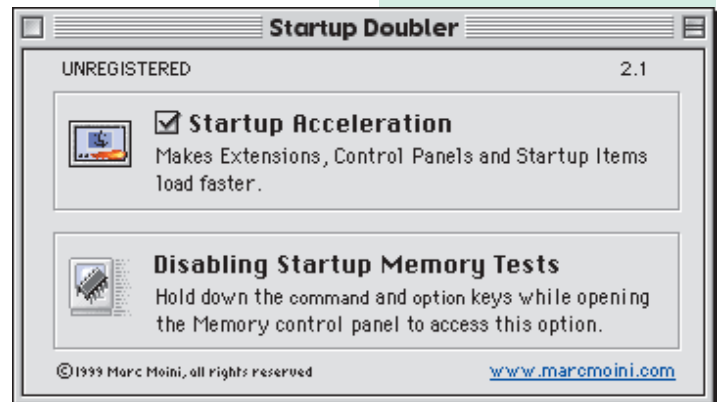 Startup Doubler
UNREGISTERED 2.1
Startup Acceleration
Makes Extensions, Control Panels and Startup Items
load faster.
Disabling Startup Memory Tests
Hold down the command and option keys while opening
the Memory control panel to access this option.
©1999 Marc Moini, all rights reserved www.marcmoini.com